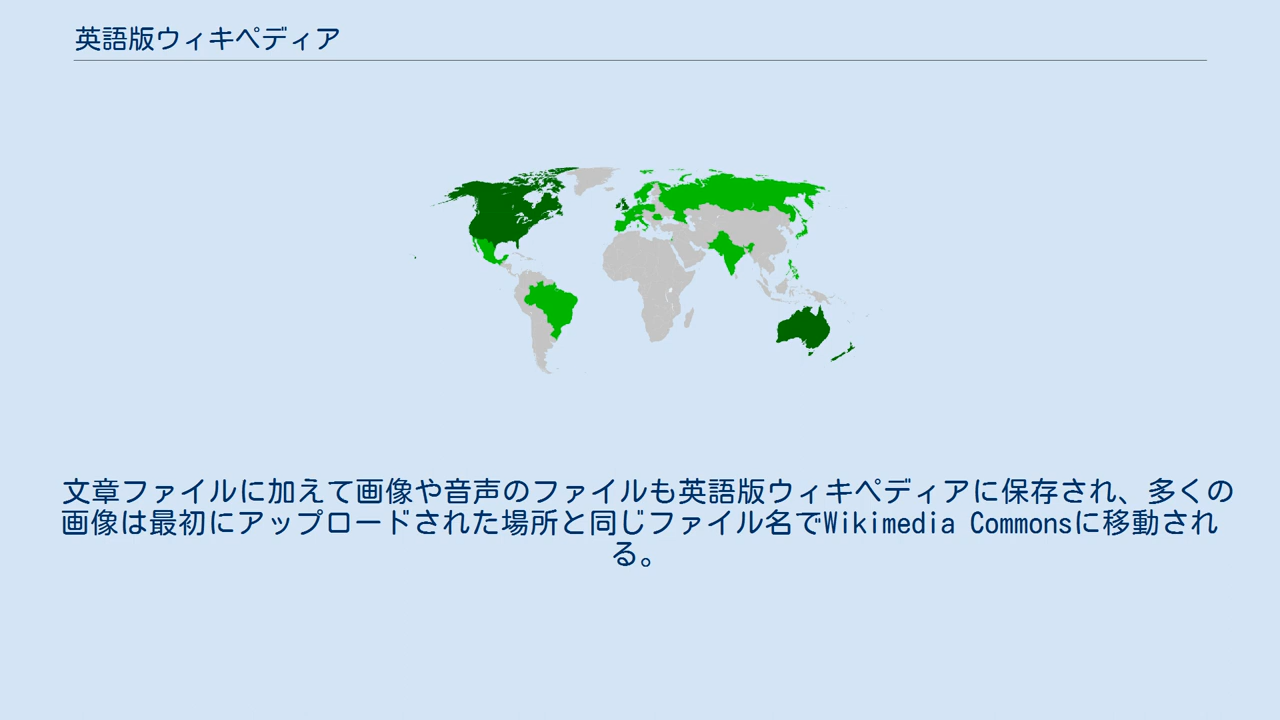 英語版ウィキペディア
文章ファイルに加えて画像や音声のファイルも英語版ウィキペディアに保存され、多くの
画像は最初にアップロードされた場所と同じファイル名でWikimedia Commonsに移動され
る。